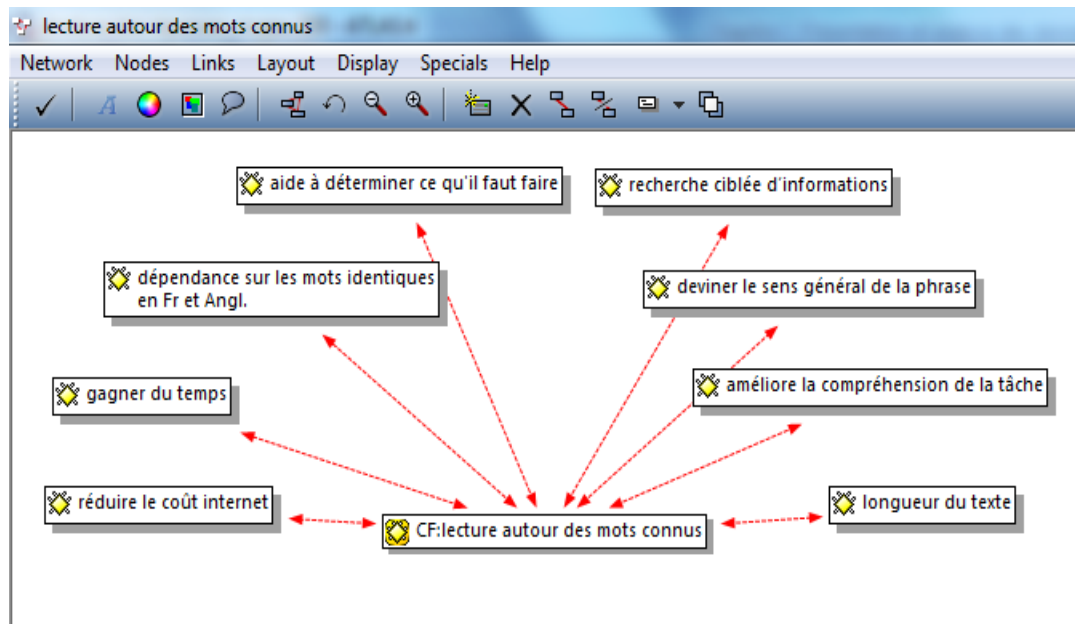 lecture autour des mots connus
Network Nodes Links Layout Display Specials Help
aide à déterminer ce qu'il faut faire
recherche ciblée d'informations
dépendance sur les mots identiques
en Fr et Angl.
deviner le sens général de la phrase
gagner du temps
améliore la compréhension de la tâche
réduire le coût internet
longueur du texte
CF:lecture autour des mots connus